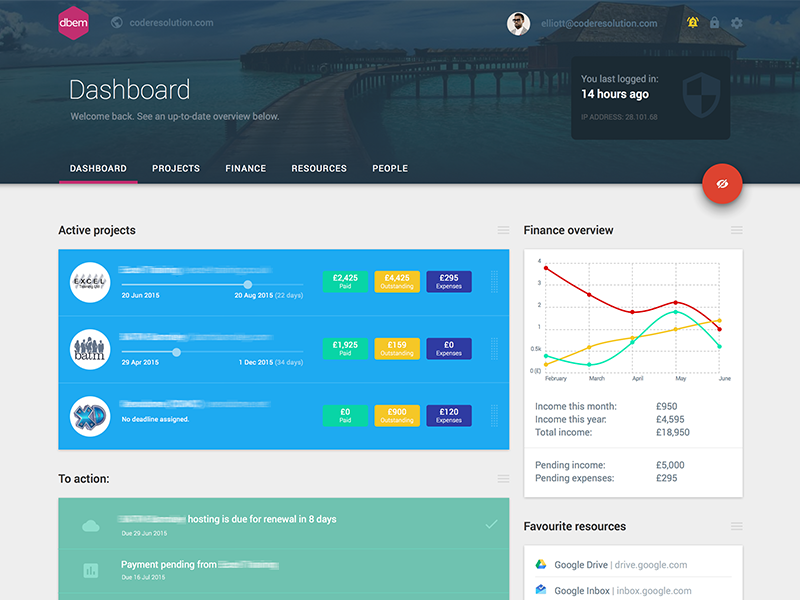 dbem
coderesolution.com
elliott@coderesolution.com
Dashboard
Welcome back. See an up-to-date overview below.
You last logged in:
14 hours ago
IP ADDRESS: 28.101.68
DASHBOARD PROJECTS FINANCE RESOURCES PEOPLE
Active projects
EXCEL
20 Jun 2015 20 Aug 2015 (22 days)
£2,425 £4,425 £295
Paid Outstanding Expenses
batm
29 Apr 2015 1 Dec 2015 (34 days)
£1,925 £159 £0
Paid Outstanding Expenses
No deadline assigned.
£0 £900 £120
Paid Outstanding Expenses
To action:
hosting is due for renewal in 8 days
Due 29 Jun 2015
Payment pending from
Due 16 Jul 2015
Finance overview
4
3
2
1
0.5k
0 (£)
February March April May June
Income this month: £950
Income this year: £4,595
Total income: £18,950
Pending income: £5,000
Pending expenses: £295
Favourite resources
Google Drive | drive.google.com
Google Inbox | inbox.google.com